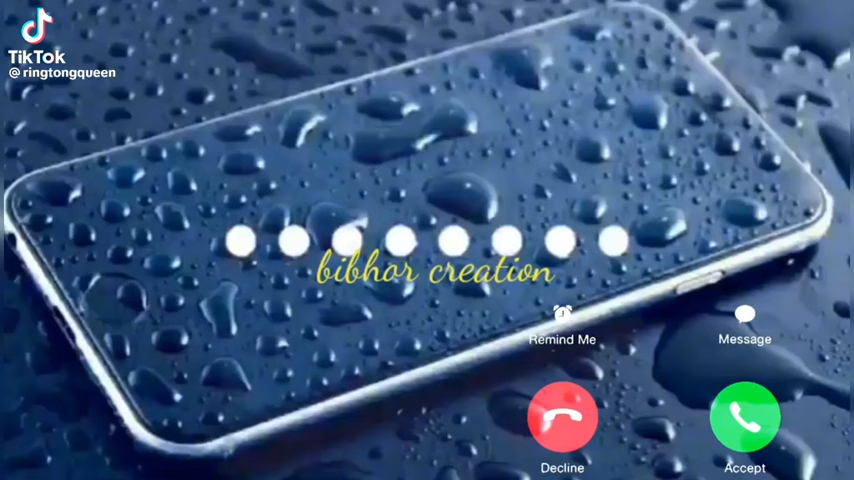 TikTok
@ringtongqueen
bibhor creation
Remind Me
Message
Decline
Accept